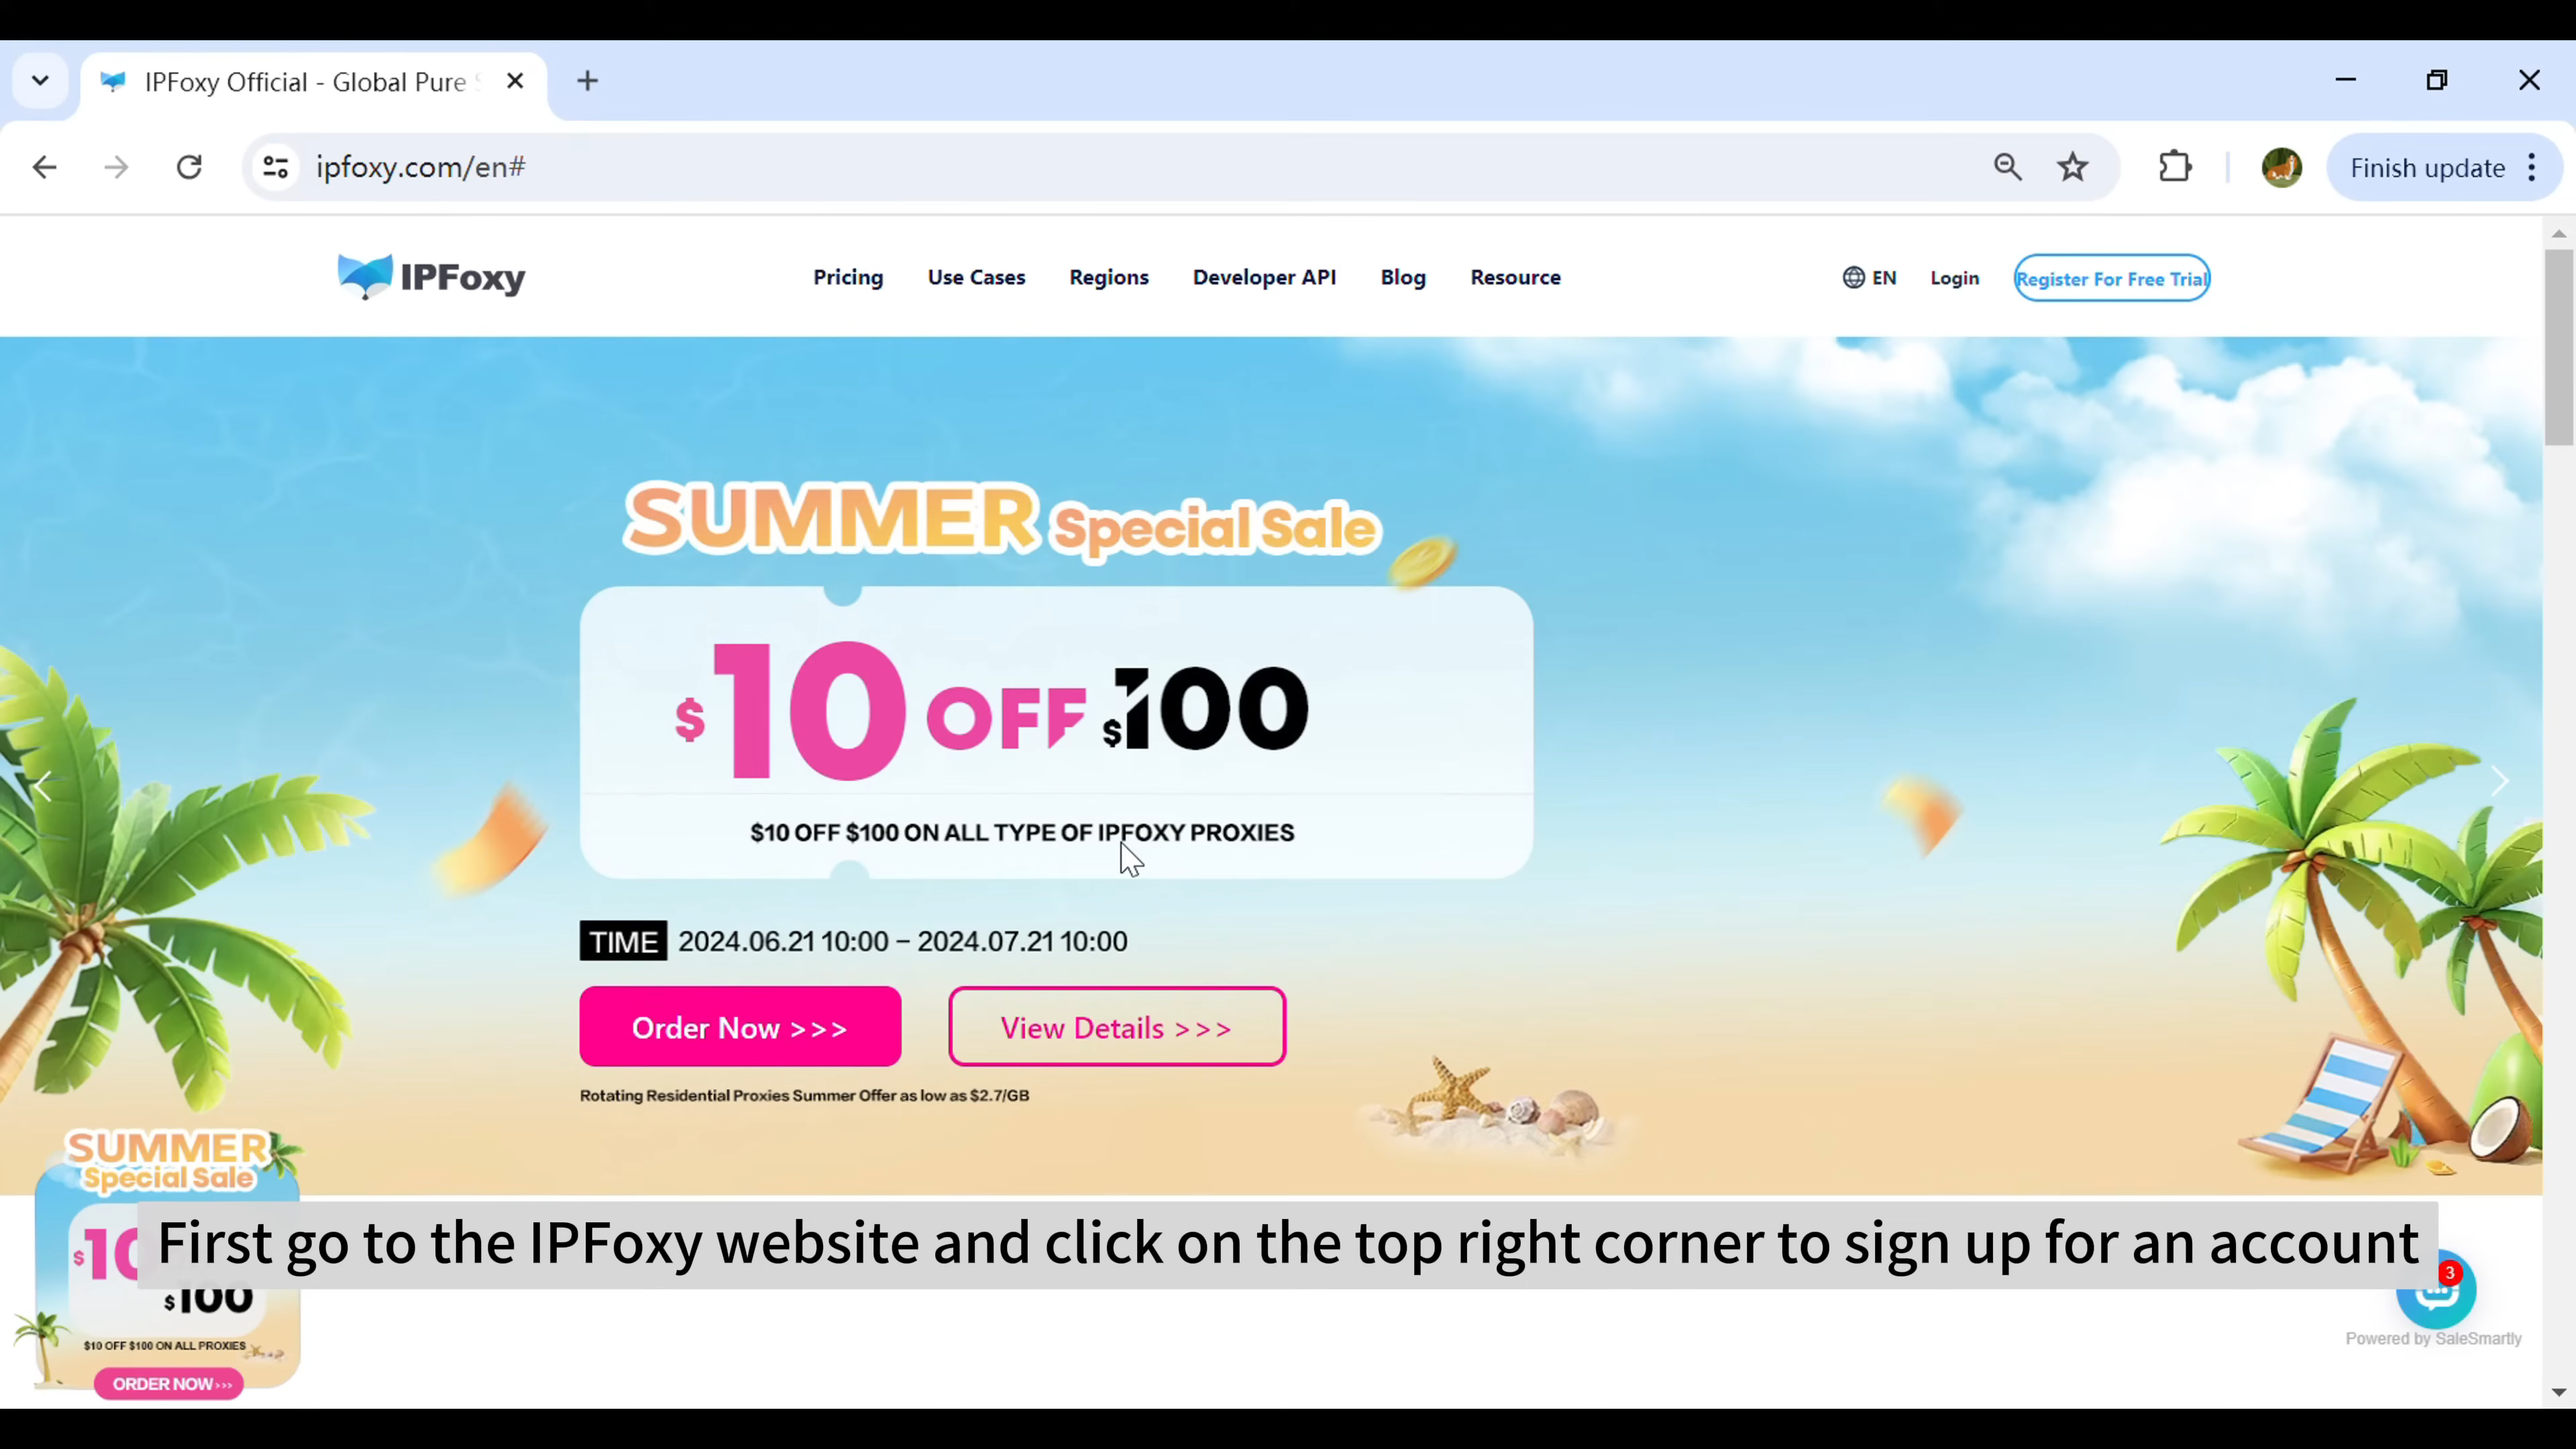 IPFoxy Official - Global Pure
ipfoxy.com/en#
Finish update
IPFoxy
Pricing
Use Cases
Regions
Developer API
Blog
Resource
EN
Login
Register For Free Trial
SUMMER Special Sale
$10 OFF $100
$10 OFF $100 ON ALL TYPE OF IPFOXY PROXIES
TIME 2024.06.21 10:00 – 2024.07.21 10:00
Order Now >>>
View Details >>>
Rotating Residential Proxies Summer Offer as low as $2.7/GB
SUMMER
Special Sale
$10
$100
$10 OFF $100 ON ALL PROXIES
ORDER NOW>>>
First go to the IPFoxy website and click on the top right corner to sign up for an account
3
Powered by SaleSmartly